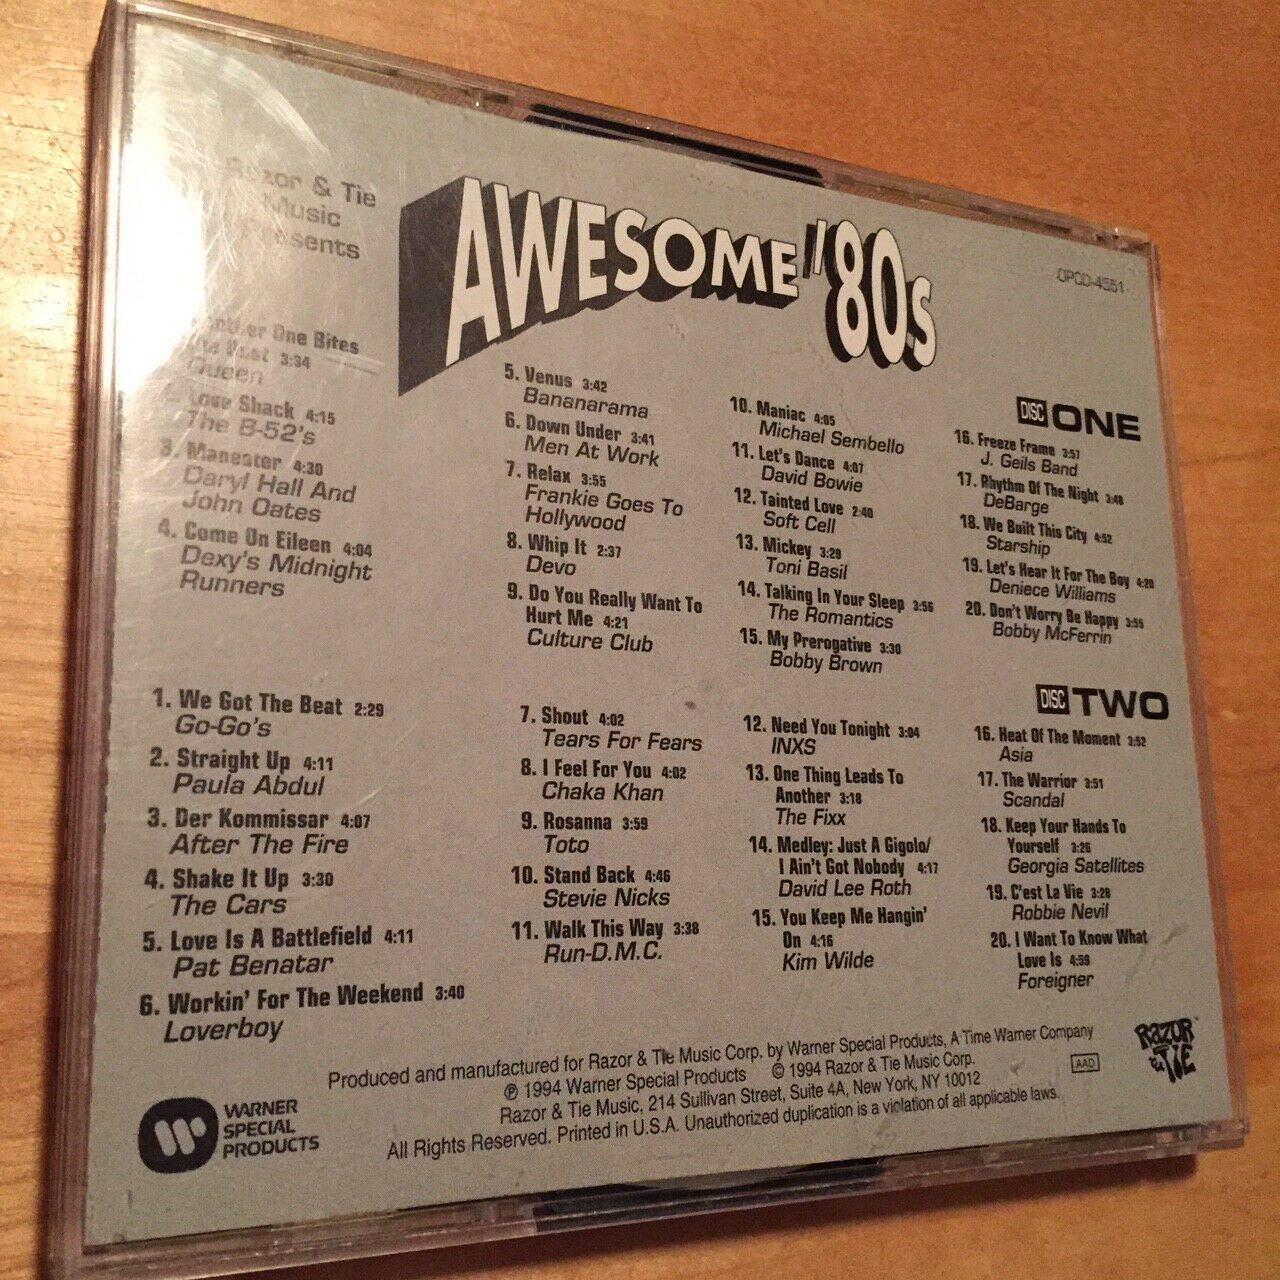 Razor & Tie
Music
Presents
AWESOME '80s
OPCD-4551
DISC ONE
Another One Bites
The Dust 3:34
Queen
Love Shack 4:15
The B-52's
3. Maneater 4:30
Daryl Hall And
John Oates
4. Come On Eileen 4:04
Dexy's Midnight
Runners
5. Venus 3:42
Bananarama
6. Down Under 3:41
Men At Work
7. Relax 3:55
Frankie Goes To
Hollywood
8. Whip It 2:37
Devo
9. Do You Really Want To
Hurt Me 4:21
Culture Club
10. Maniac 4:05
Michael Sembello
11. Let's Dance 4:07
David Bowie
12. Tainted Love 2:40
Soft Cell
13. Mickey 3:29
Toni Basil
14. Talking In Your Sleep 3:56
The Romantics
15. My Prerogative 3:30
Bobby Brown
16. Freeze Frame 3:57
J. Geils Band
17. Rhythm Of The Night 3:48
DeBarge
18. We Built This City 4:52
Starship
19. Let's Hear It For The Boy 4:20
Deniece Williams
20. Don't Worry Be Happy 3:55
Bobby McFerrin
DISC TWO
1. We Got The Beat 2:29
Go-Go's
2. Straight Up 4:11
Paula Abdul
3. Der Kommissar 4:07
After The Fire
4. Shake It Up 3:30
The Cars
5. Love Is A Battlefield 4:11
Pat Benatar
6. Workin' For The Weekend 3:40
Loverboy
7. Shout 4:02
Tears For Fears
8. I Feel For You 4:02
Chaka Khan
9. Rosanna 3:59
Toto
10. Stand Back 4:46
Stevie Nicks
11. Walk This Way 3:38
Run-D.M.C.
12. Need You Tonight 3:04
INXS
13. One Thing Leads To
Another 3:18
The Fixx
14. Medley: Just A Gigolo/
I Ain't Got Nobody 4:17
David Lee Roth
15. You Keep Me Hangin'
On 4:16
Kim Wilde
16. Heat Of The Moment 3:52
Asia
17. The Warrior 3:51
Scandal
18. Keep Your Hands To
Yourself 3:26
Georgia Satellites
19. C'est La Vie 3:28
Robbie Nevil
20. I Want To Know What
Love Is 4:59
Foreigner
Produced and manufactured for Razor & Tie Music Corp. by Warner Special Products, A Time Warner Company
℗ 1994 Warner Special Products © 1994 Razor & Tie Music Corp.
Razor & Tie Music, 214 Sullivan Street, Suite 4A, New York, NY 10012
All Rights Reserved. Printed in U.S.A. Unauthorized duplication is a violation of all applicable laws.
AAD
RAZOR
& TIE
WARNER
SPECIAL
PRODUCTS